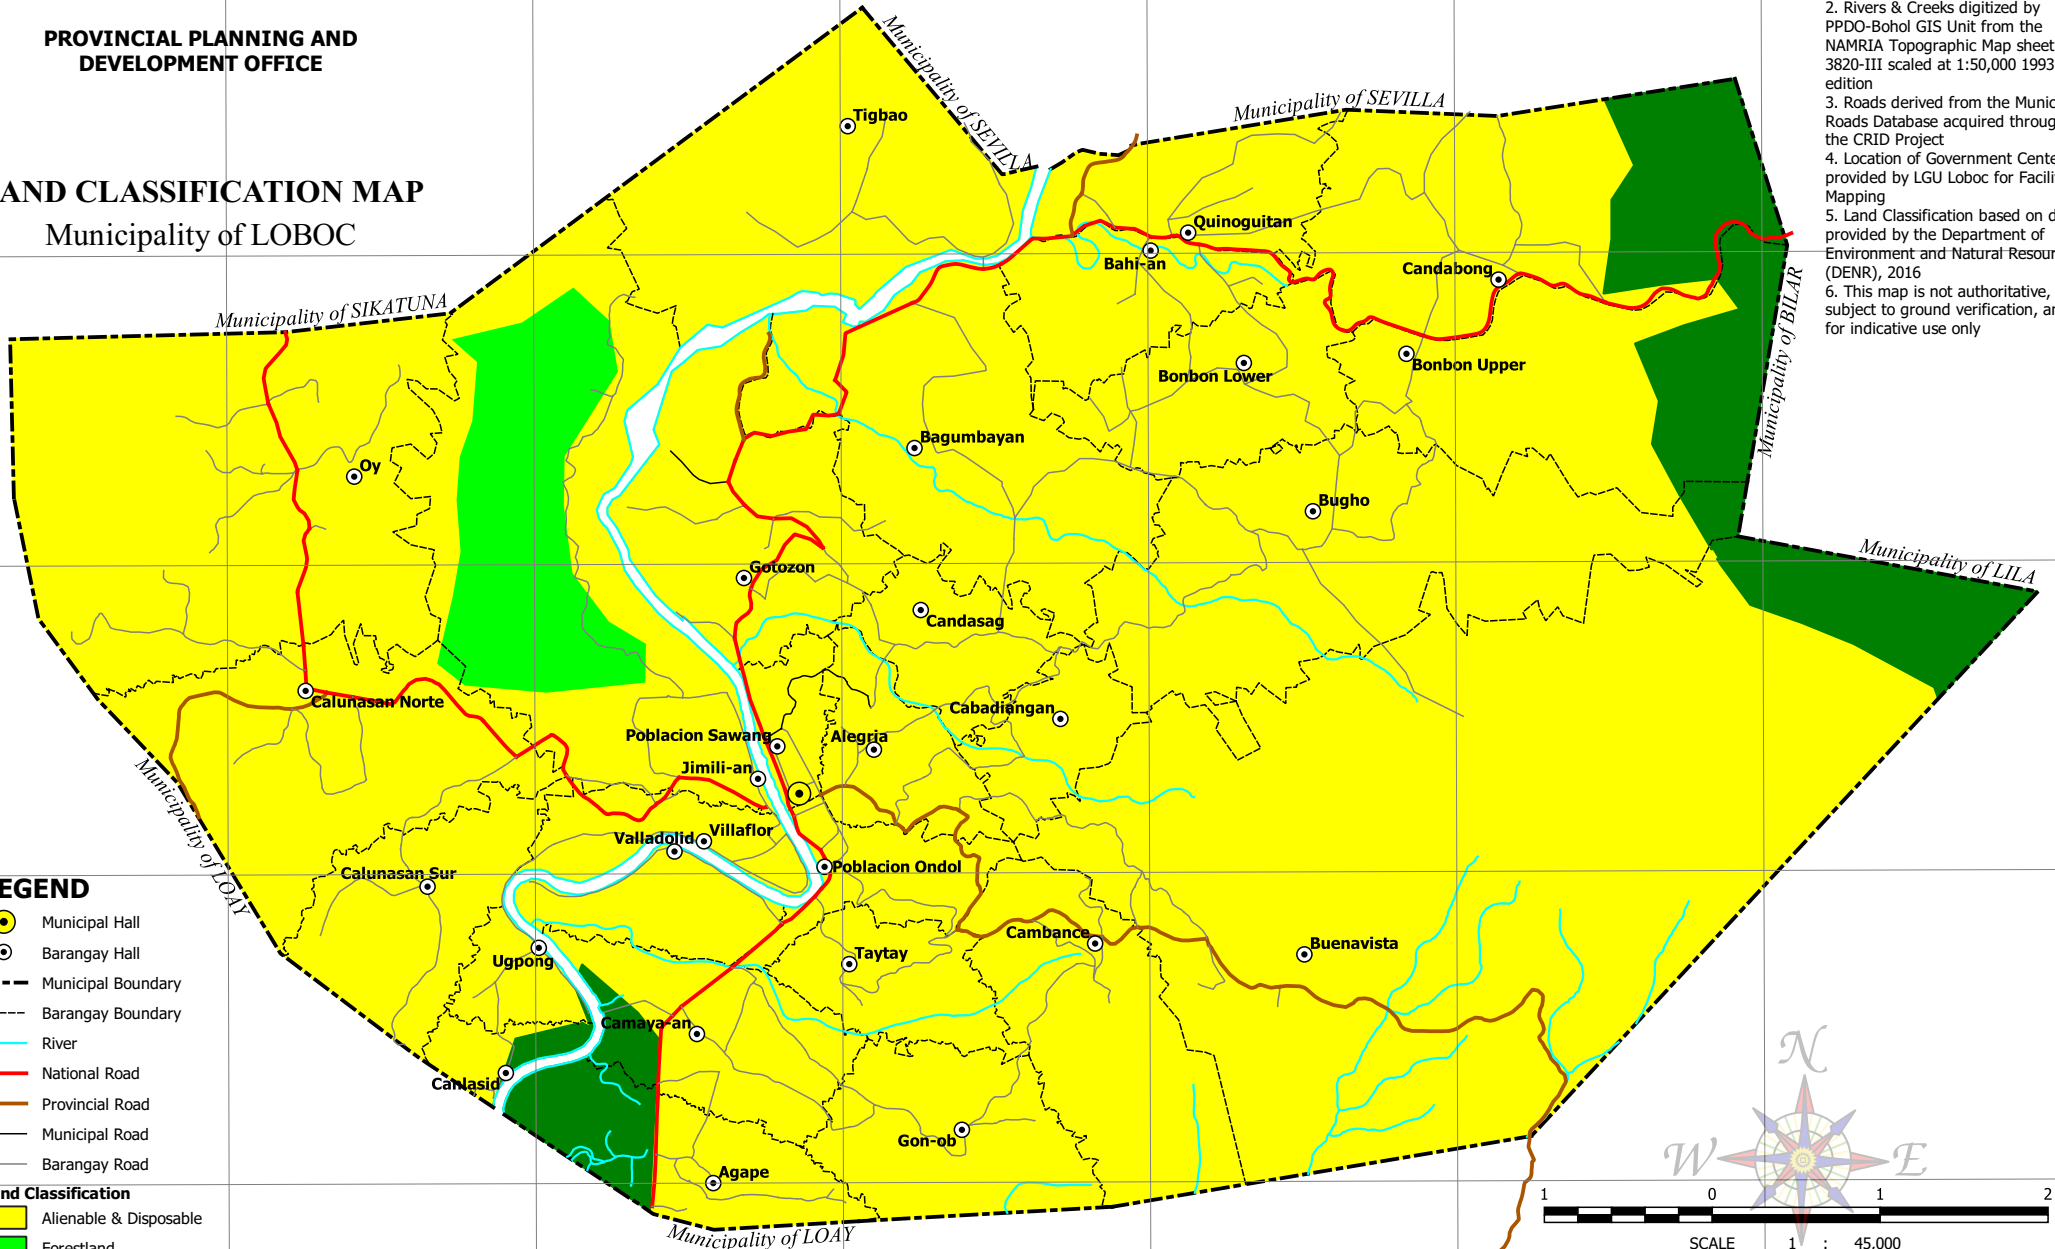 PROVINCIAL PLANNING AND
DEVELOPMENT OFFICE
AND CLASSIFICATION MAP
Municipality of LOBOC
2. Rivers & Creeks digitized by
PPDO-Bohol GIS Unit from the
NAMRIA Topographic Map sheet
3820-III scaled at 1:50,000 1993
edition
3. Roads derived from the Munic
Roads Database acquired throug
the CRID Project
4. Location of Government Cente
provided by LGU Loboc for Facili
Mapping
5. Land Classification based on d
provided by the Department of
Environment and Natural Resour
(DENR), 2016
6. This map is not authoritative,
subject to ground verification, ar
for indicative use only
Municipality of SEVILLA
Municipality of SEVILLA
Municipality of SIKATUNA
Municipality of BILAR
Municipality of LILA
Municipality of LOAY
Municipality of LOAY
Tigbao
Quinoguitan
Bahi-an
Candabong
Bonbon Lower
Bonbon Upper
Bagumbayan
Oy
Bugho
Gotozon
Candasag
Calunasan Norte
Cabadiangan
Poblacion Sawang
Alegria
Jimili-an
Villaflor
Valladolid
Poblacion Ondol
Calunasan Sur
Cambance
Buenavista
Taytay
Ugpong
Camaya-an
Canlasid
Gon-ob
Agape
EGEND
Municipal Hall
Barangay Hall
Municipal Boundary
Barangay Boundary
River
National Road
Provincial Road
Municipal Road
Barangay Road
nd Classification
Alienable & Disposable
Forestland
N
W E
1 0 1 2
SCALE 1 : 45,000